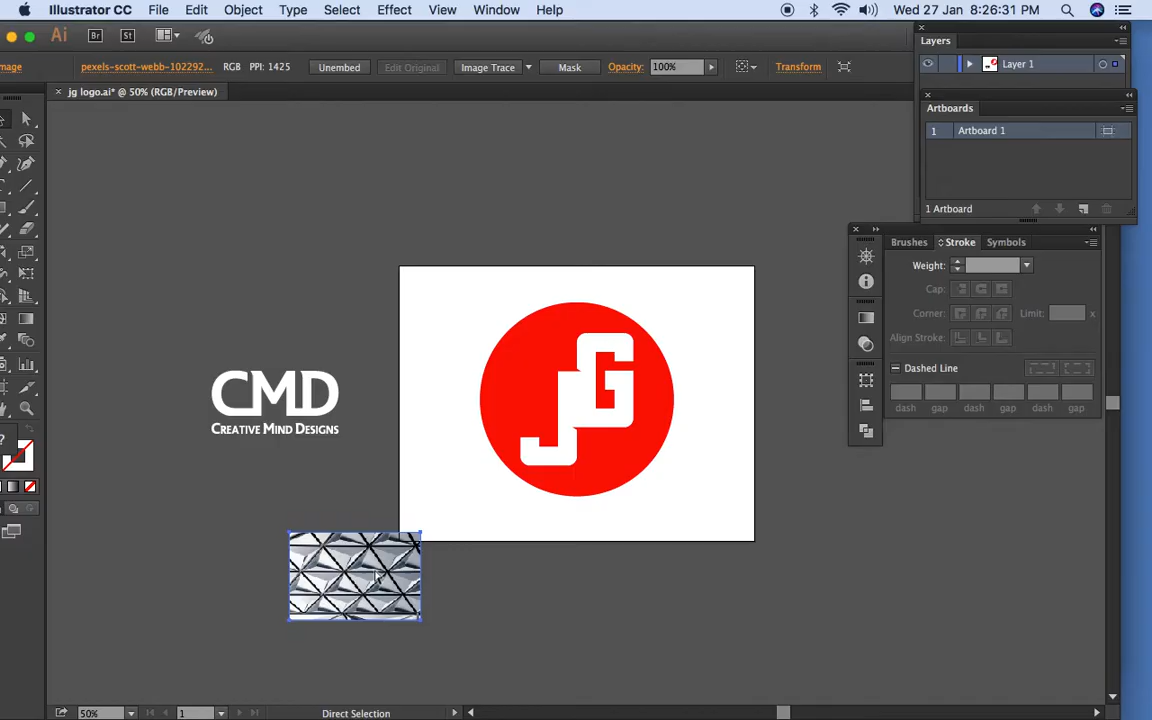 Illustrator CC File Edit Object Type Select Effect View Window Help Wed 27 Jan 8:26:31 PM
Ai Br St
Layers
pexels-scott-webb-102292... RGB PPI: 1425 Unembed Edit Original Image Trace Mask Opacity: 100% Transform
Layer 1
jg logo.ai* @ 50% (RGB/Preview)
Artboards
1 Artboard 1
1 Artboard
Brushes Stroke Symbols
Weight:
Cap:
Corner: Limit: x
Align Stroke:
Dashed Line
dash gap dash gap dash gap
JG
CMD
Creative Mind Designs
50% 1 Direct Selection